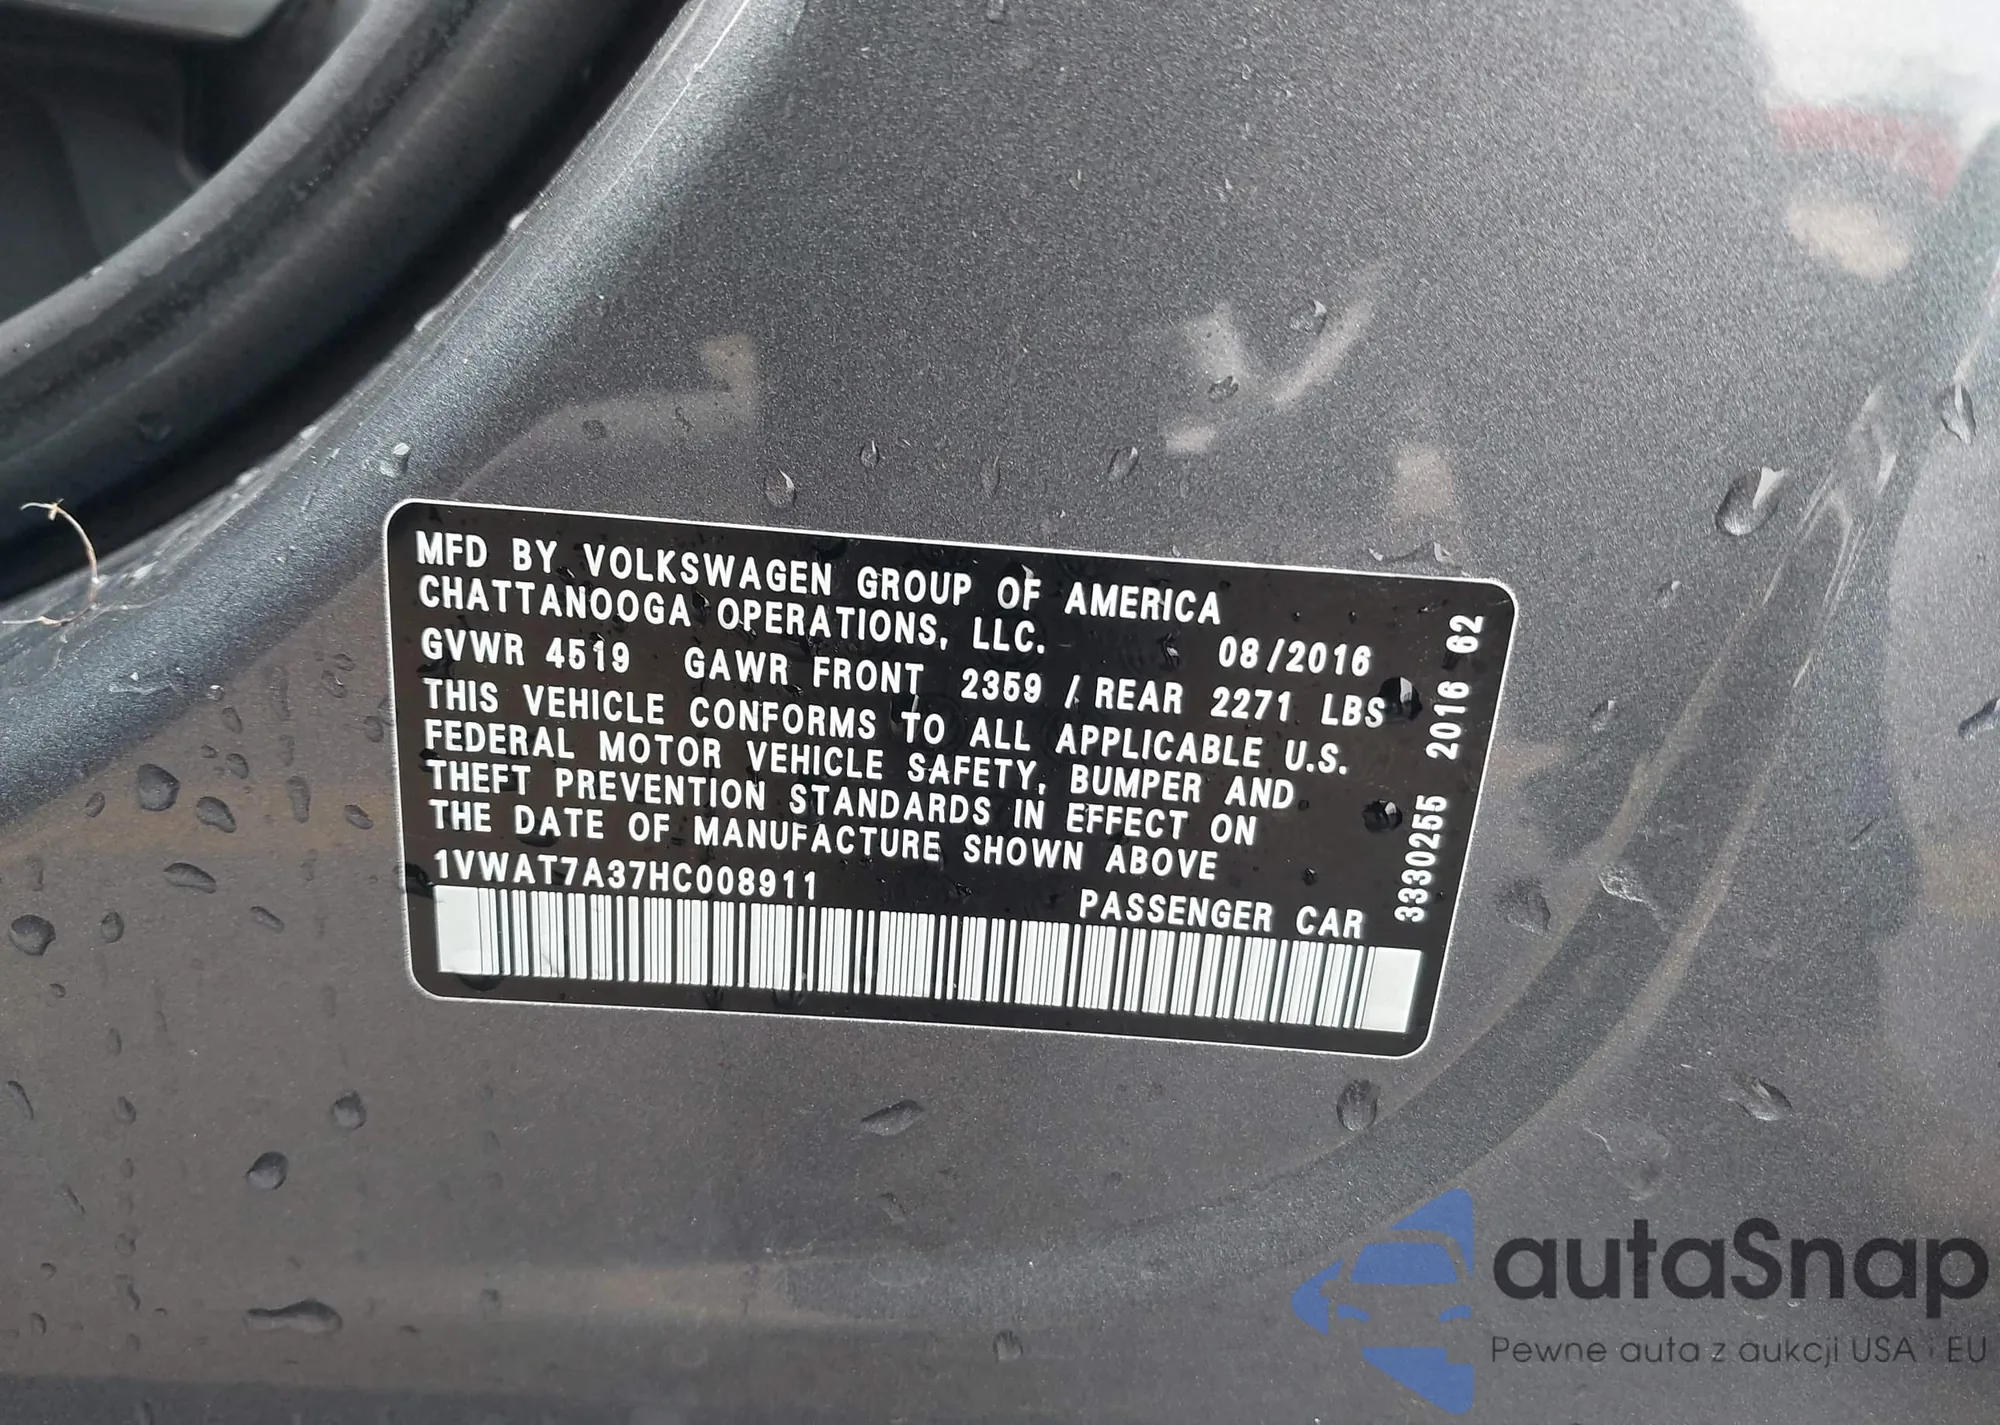 MFD BY VOLKSWAGEN GROUP OF AMERICA
CHATTANOOGA OPERATIONS, LLC. 08/2016
GVWR 4519 GAWR FRONT 2359 / REAR 2271 LBS
THIS VEHICLE CONFORMS TO ALL APPLICABLE U.S.
FEDERAL MOTOR VEHICLE SAFETY, BUMPER AND
THEFT PREVENTION STANDARDS IN EFFECT ON
THE DATE OF MANUFACTURE SHOWN ABOVE
1VWAT7A37HC008911 PASSENGER CAR
3330255 2016 62
autaSnap
Pewne auta z aukcji USA i EU